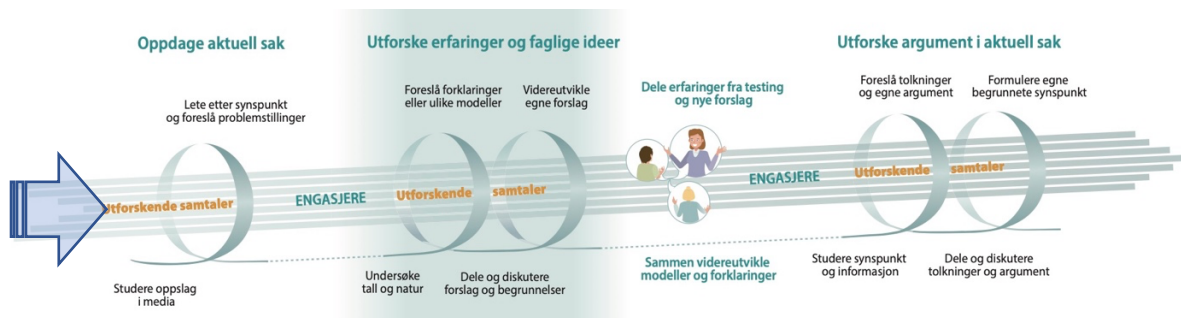 Oppdage aktuell sak
Utforske erfaringer og faglige ideer
Utforske argument i aktuell sak
Lete etter synspunkt
og foreslå problemstillinger
Foreslå forklaringer
eller ulike modeller
Videreutvikle
egne forslag
Dele erfaringer fra testing
og nye forslag
Foreslå tolkninger
og egne argument
Formulere egne
begrunnete synspunkt
Utforskende samtaler
ENGASJERE
Utforskende samtaler
ENGASJERE
Utforskende samtaler
Studere oppslag
i media
Undersøke
tall og natur
Dele og diskutere
forslag og begrunnelser
Sammen videreutvikle
modeller og forklaringer
Studere synspunkt
og informasjon
Dele og diskutere
tolkninger og argument